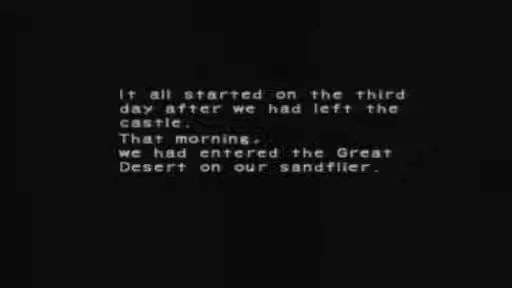 It all started on the third
day after we had left the
castle.
That morning,
we had entered the Great
Desert on our sandflier.